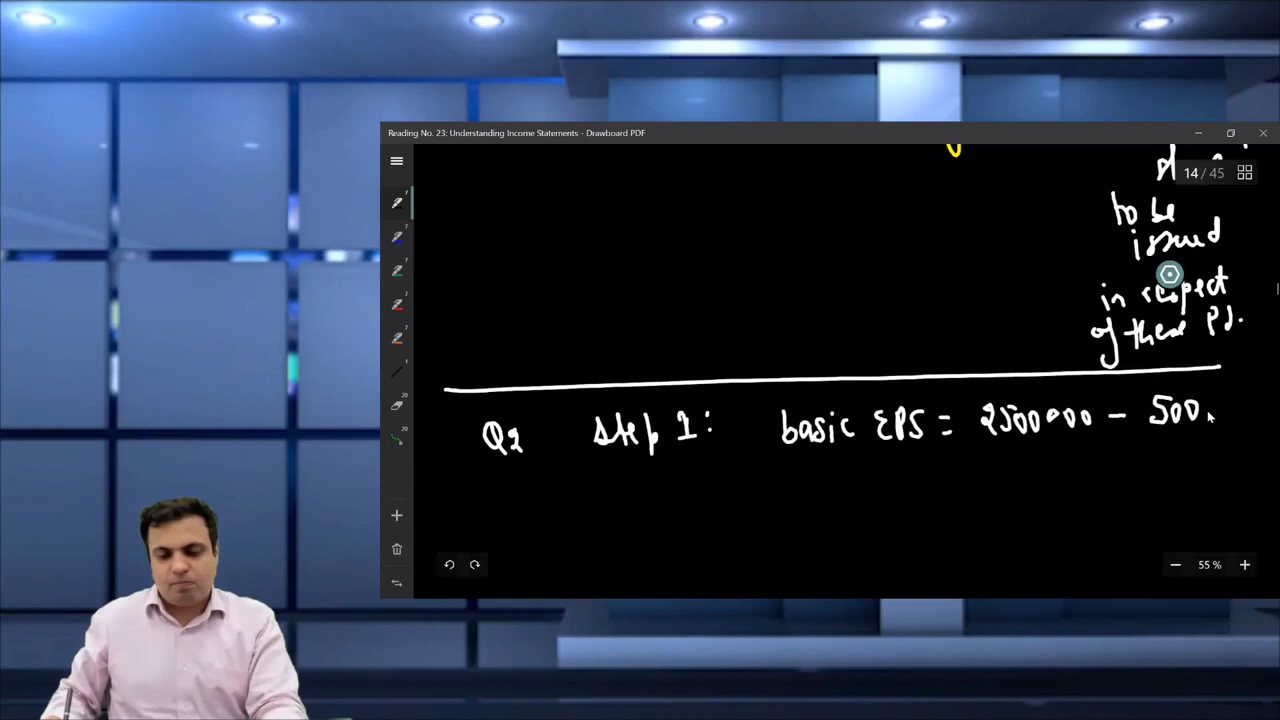 Reading No. 23: Understanding Income Statements - Drawboard PDF
14 / 45
to be
issued
in respect
of these
Q2 Step 1: basic EPS = 2500000 - 500
55 %